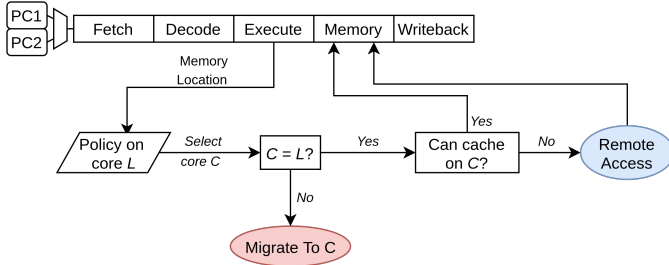 PC1
PC2
Fetch
Decode
Execute
Memory
Writeback
Memory
Location
Policy on
core L
Select
core C
C = L?
Yes
No
Migrate To C
Can cache
on C?
Yes
No
Remote
Access